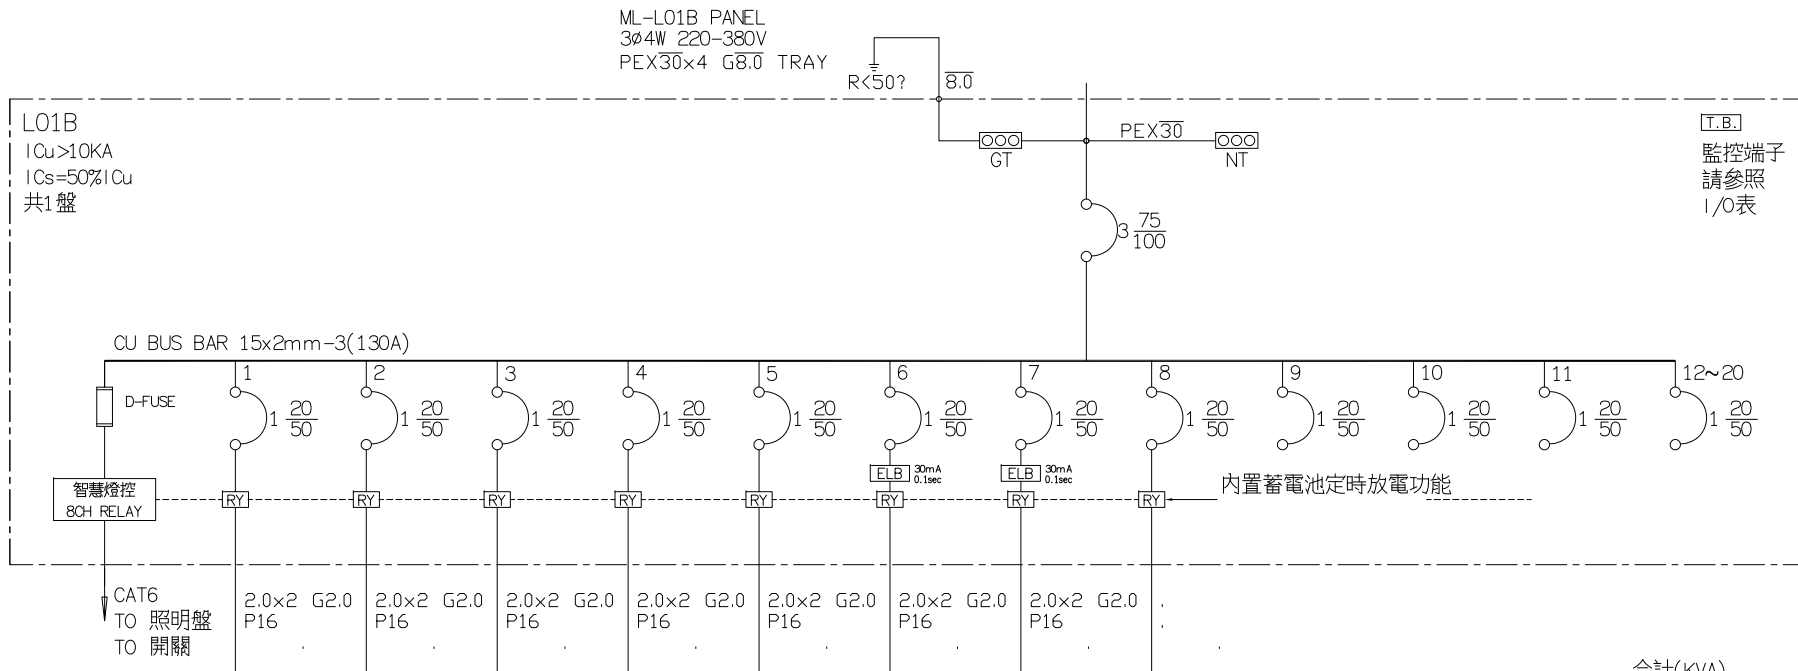 ML-L01B PANEL
3ø4W 220-380V
PEX30x4 G8.0 TRAY
R<50?
8.0
L01B
ICu>10KA
ICs=50%ICu
共1盤
GT
PEX30
NT
T.B.
監控端子
請參照
I/O表
3 75/100
CU BUS BAR 15x2mm-3(130A)
D-FUSE
1 2 3 4 5 6 7 8 9 10 11 12~20
1 20/50 1 20/50 1 20/50 1 20/50 1 20/50 1 20/50 1 20/50 1 20/50 1 20/50 1 20/50 1 20/50 1 20/50
ELB 30mA 0.1sec ELB 30mA 0.1sec
智慧燈控
8CH RELAY
RY RY RY RY RY RY RY RY
內置蓄電池定時放電功能
CAT6
TO 照明盤
TO 開關
2.0x2 G2.0 2.0x2 G2.0 2.0x2 G2.0 2.0x2 G2.0 2.0x2 G2.0 2.0x2 G2.0 2.0x2 G2.0
P16 P16 P16 P16 P16 P16 P16
合計(KVA)